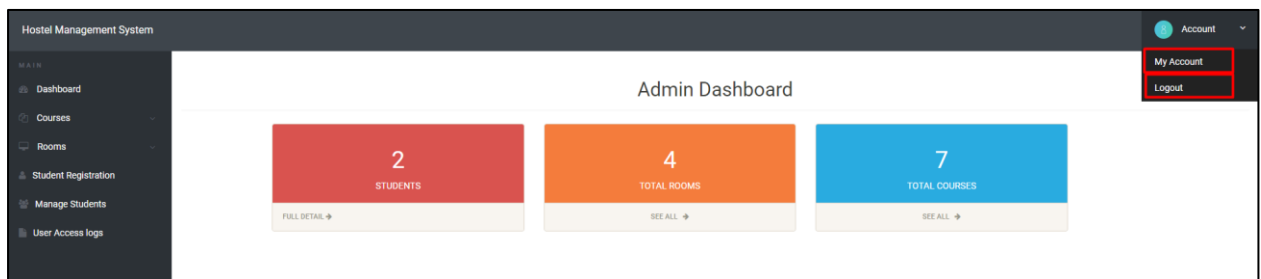 Hostel Management System
Account
My Account
Logout
MAIN
Dashboard
Courses
Rooms
Student Registration
Manage Students
User Access logs
Admin Dashboard
2
STUDENTS
FULL DETAIL
4
TOTAL ROOMS
SEE ALL
7
TOTAL COURSES
SEE ALL